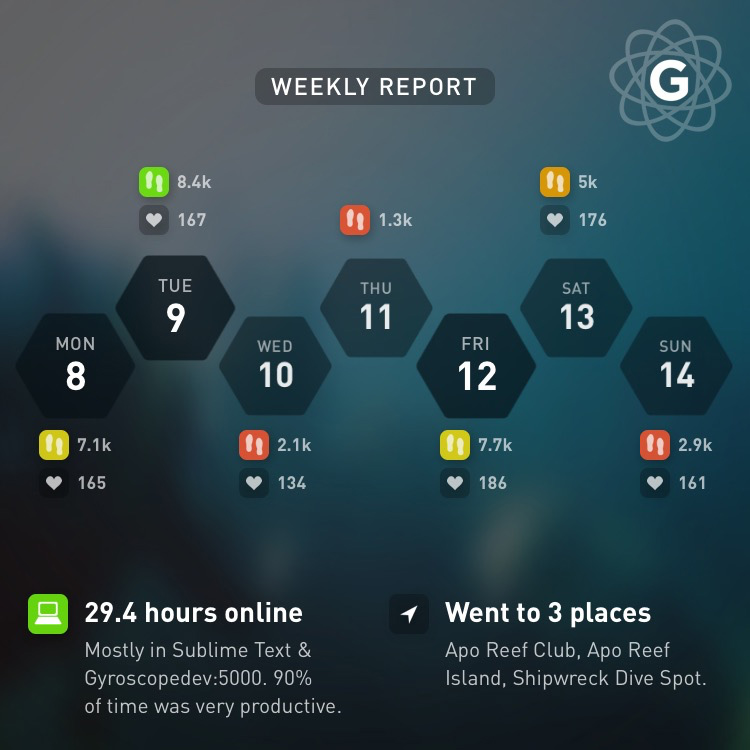 WEEKLY REPORT
G
8.4k
167
1.3k
5k
176
MON
8
TUE
9
WED
10
THU
11
FRI
12
SAT
13
SUN
14
7.1k
165
2.1k
134
7.7k
186
2.9k
161
29.4 hours online
Mostly in Sublime Text &
Gyroscopedev:5000. 90%
of time was very productive.
Went to 3 places
Apo Reef Club, Apo Reef
Island, Shipwreck Dive Spot.